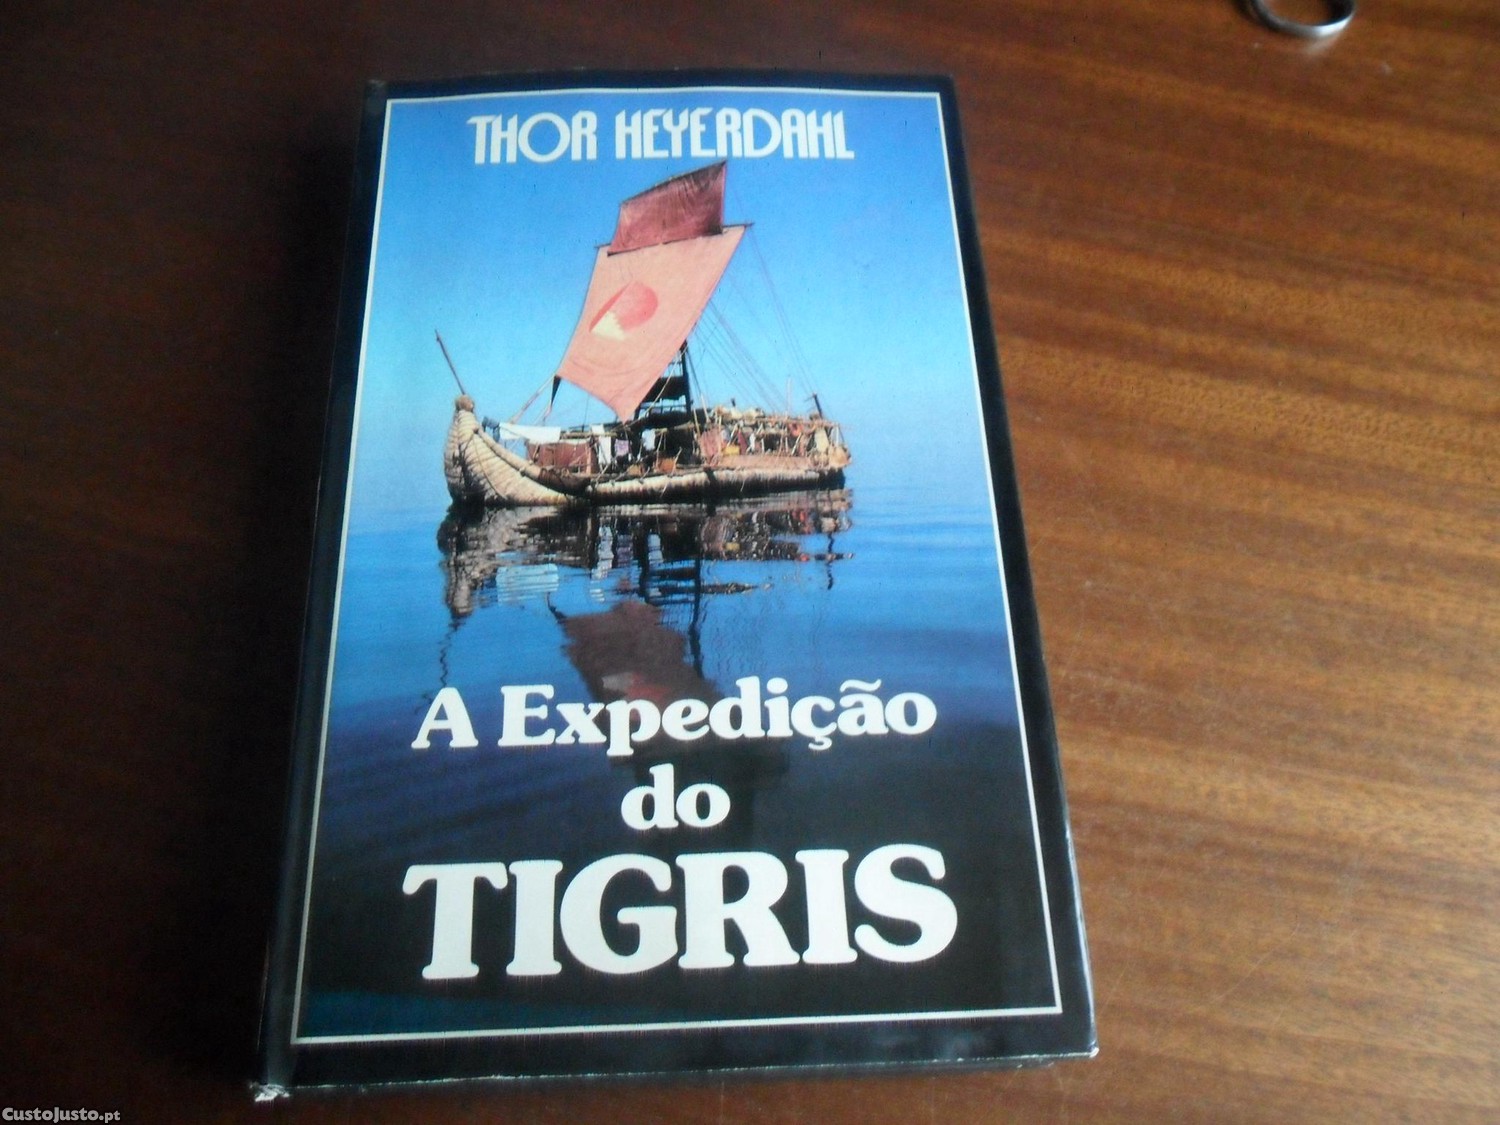 THOR HEYERDAHL
A Expedição
do
TIGRIS
CustoJusto.pt